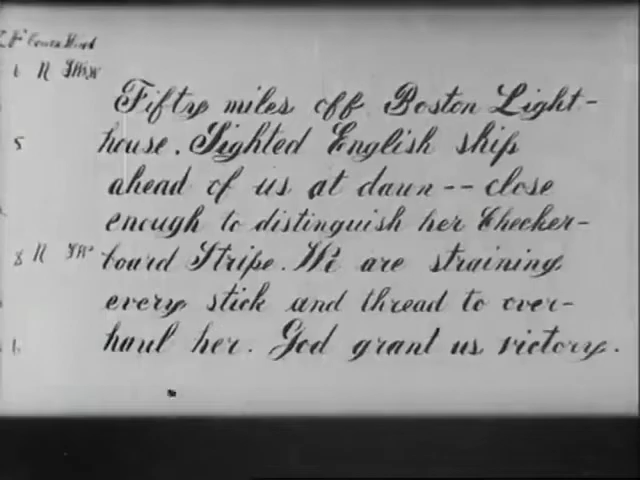 Fifty miles off Boston Light-
house. Sighted English ship
ahead of us at dawn -- close
enough to distinguish her Checker-
board Stripe. We are straining
every stick and thread to over-
haul her. God grant us victory.